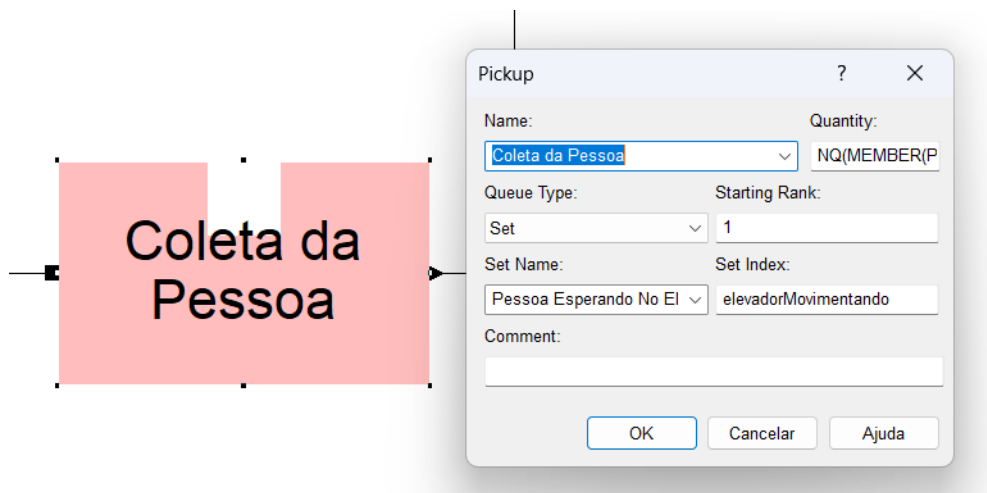 Coleta da
Pessoa
Pickup ?
Name: Quantity:
Coleta da Pessoa NQ(MEMBER(P
Queue Type: Starting Rank:
Set 1
Set Name: Set Index:
Pessoa Esperando No El elevadorMovimentando
Comment:
OK Cancelar Ajuda